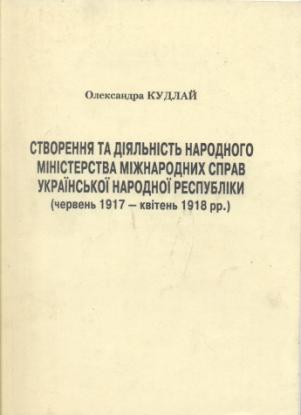 Олександра КУДЛАЙ
СТВОРЕННЯ ТА ДІЯЛЬНІСТЬ НАРОДНОГО
МІНІСТЕРСТВА МІЖНАРОДНИХ СПРАВ
УКРАЇНСЬКОЇ НАРОДНОЇ РЕСПУБЛІКИ
(червень 1917 – квітень 1918 рр.)